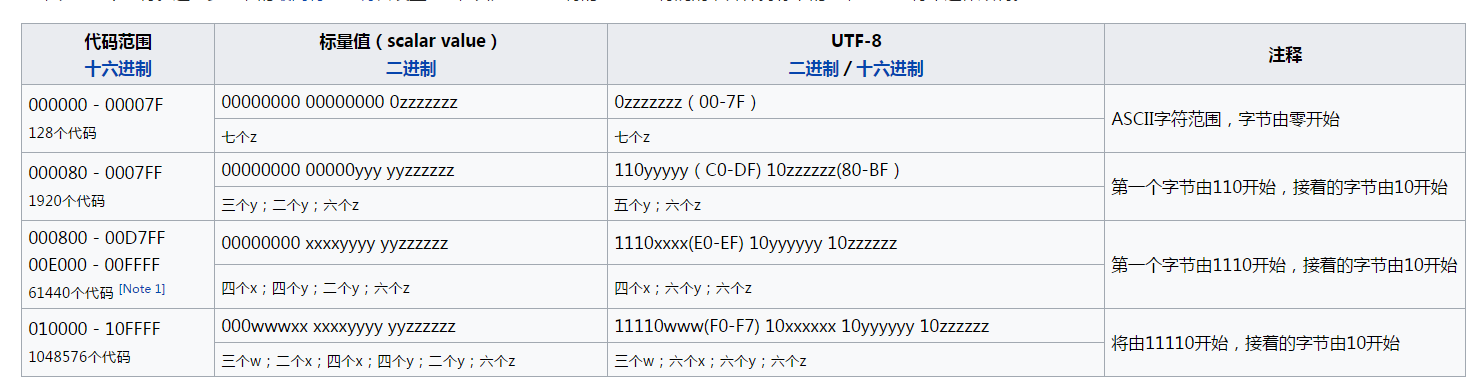 代码范围
十六进制
标量值（scalar value）
二进制
UTF-8
二进制 / 十六进制
注释
000000 - 00007F
128个代码
00000000 00000000 0zzzzzzz
0zzzzzzz（00-7F）
七个z
七个z
ASCII字符范围，字节由零开始
000080 - 0007FF
1920个代码
00000000 00000yyy yyzzzzzz
110yyyyy（C0-DF) 10zzzzzz(80-BF）
三个y；二个y；六个z
五个y；六个z
第一个字节由110开始，接着的字节由10开始
000800 - 00D7FF
00E000 - 00FFFF
61440个代码 [Note 1]
00000000 xxxxyyyy yyzzzzzz
1110xxxx(E0-EF) 10yyyyyy 10zzzzzz
四个x；四个y；二个y；六个z
四个x；六个y；六个z
第一个字节由1110开始，接着的字节由10开始
010000 - 10FFFF
1048576个代码
000wwwxx xxxxyyyy yyzzzzzz
11110www(F0-F7) 10xxxxxx 10yyyyyy 10zzzzzz
三个w；二个x；四个x；四个y；二个y；六个z
三个w；六个x；六个y；六个z
将由11110开始，接着的字节由10开始